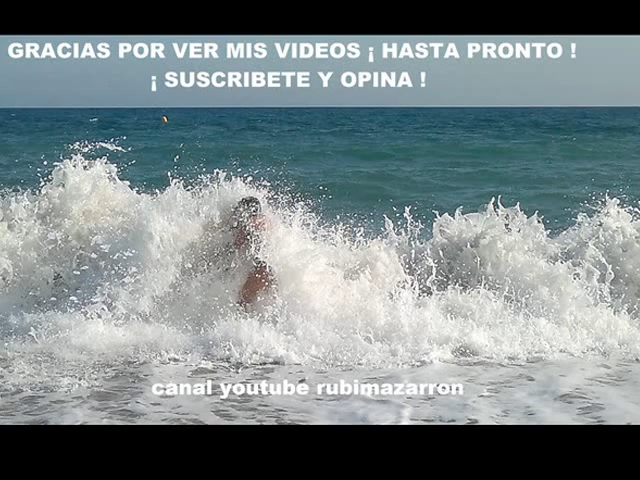 GRACIAS POR VER MIS VIDEOS ¡ HASTA PRONTO !
¡ SUSCRIBETE Y OPINA !
canal youtube rubimazarron